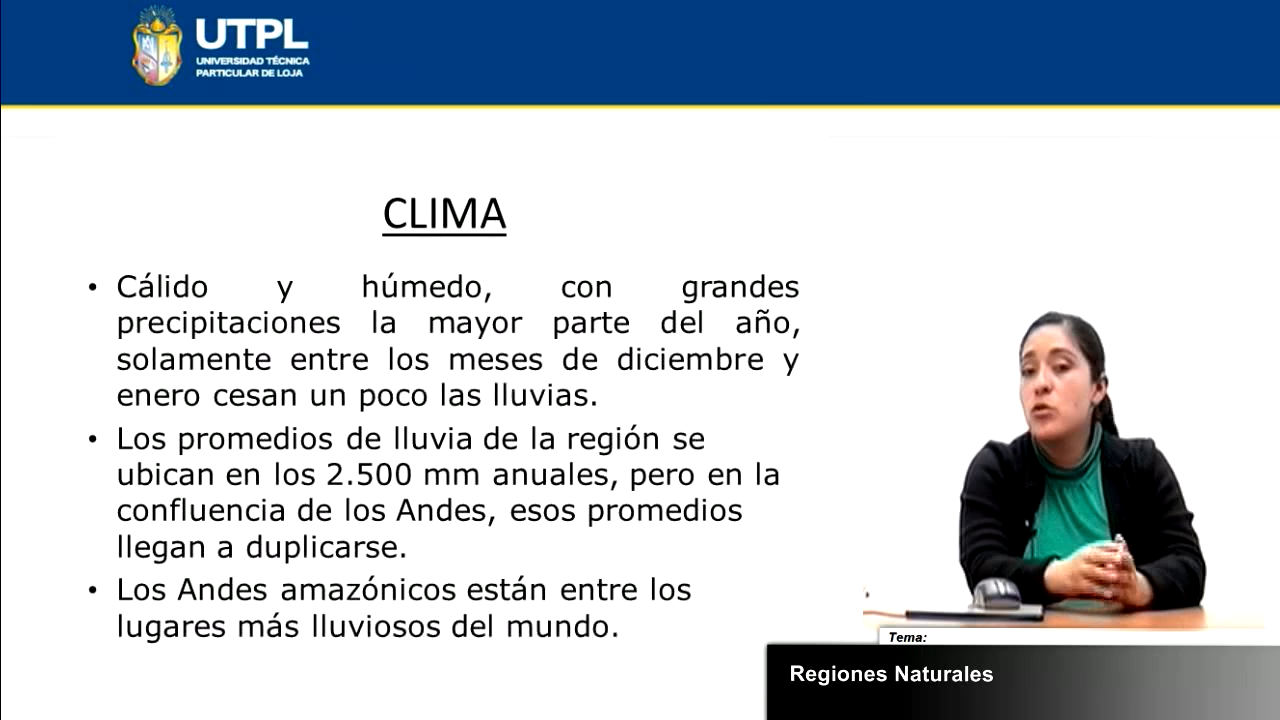 UTPL
UNIVERSIDAD TÉCNICA
PARTICULAR DE LOJA
CLIMA
• Cálido y húmedo, con grandes
precipitaciones la mayor parte del año,
solamente entre los meses de diciembre y
enero cesan un poco las lluvias.
• Los promedios de lluvia de la región se
ubican en los 2.500 mm anuales, pero en la
confluencia de los Andes, esos promedios
llegan a duplicarse.
• Los Andes amazónicos están entre los
lugares más lluviosos del mundo.
Tema:
Regiones Naturales